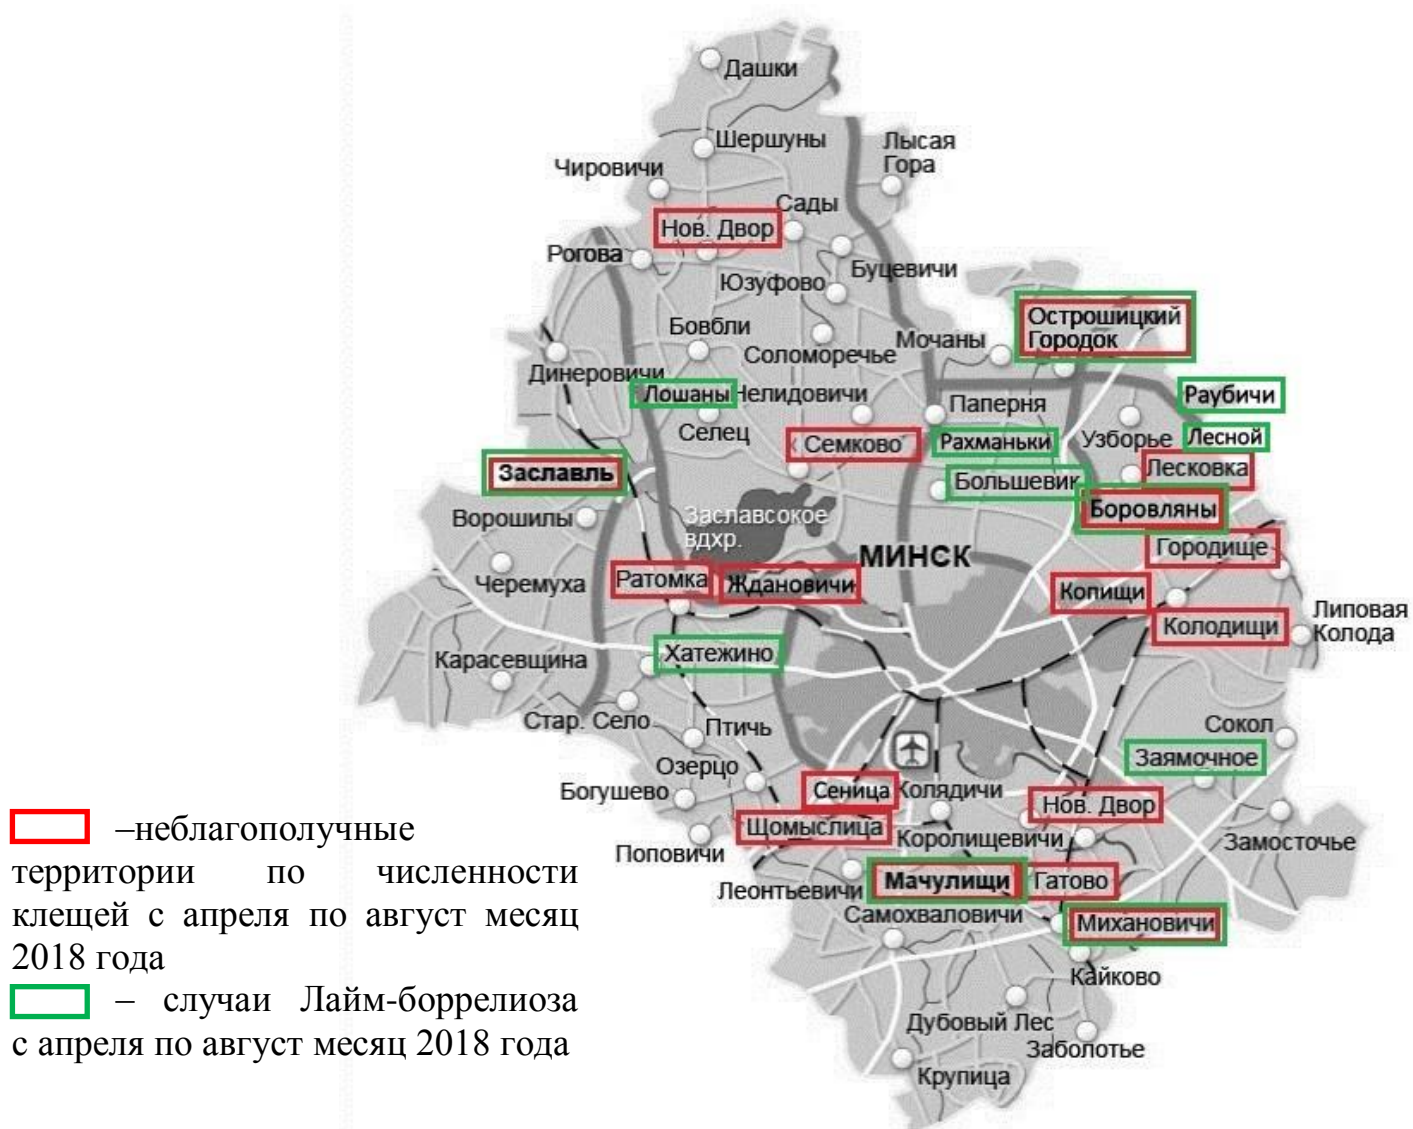 Дашки
Шершуны
Лысая
Гора
Чировичи
Сады
Нов. Двор
Рогова
Буцевичи
Юзуфово
Острошицкий
Городок
Бовбли
Мочаны
Соломоречье
Динеровичи
Лошаны
Нелидовичи
Раубичи
Паперня
Селец
Семково
Рахманьки
Узборье
Лесной
Заславль
Лесковка
Большевик
Ворошилы
Заславсокое
вдхр.
Боровляны
Городище
МИНСК
Черемуха
Ратомка
Ждановичи
Копищи
Липовая
Колода
Колодищи
Карасевщина
Хатежино
Стар. Село
Птичь
Сокол
Озерцо
Заямочное
Богушево
Сеница
Колядичи
Нов. Двор
Щомыслица
Королищевичи
Замосточье
Поповичи
Леонтьевичи
Мачулищи
Гатово
Самохваловичи
Михановичи
Кайково
Дубовый Лес
Заболотье
Крупица
–неблагополучные
территории по численности
клещей с апреля по август месяц
2018 года
– случаи Лайм-боррелиоза
с апреля по август месяц 2018 года